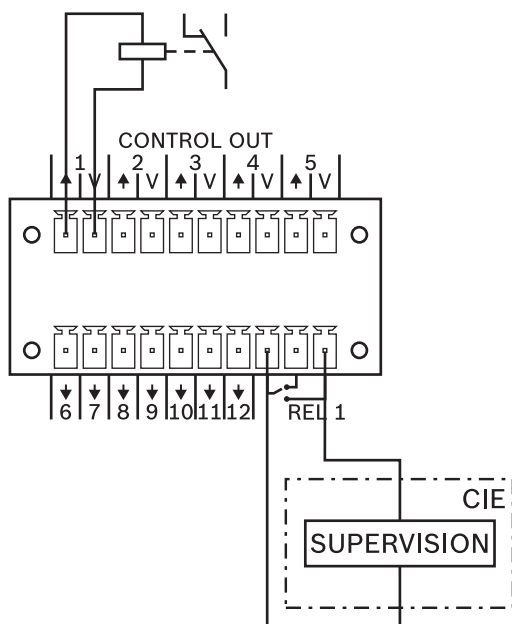 CONTROL OUT
1 2 3 4 5
V V V V V
6 7 8 9 10 11 12 REL 1
CIE
SUPERVISION